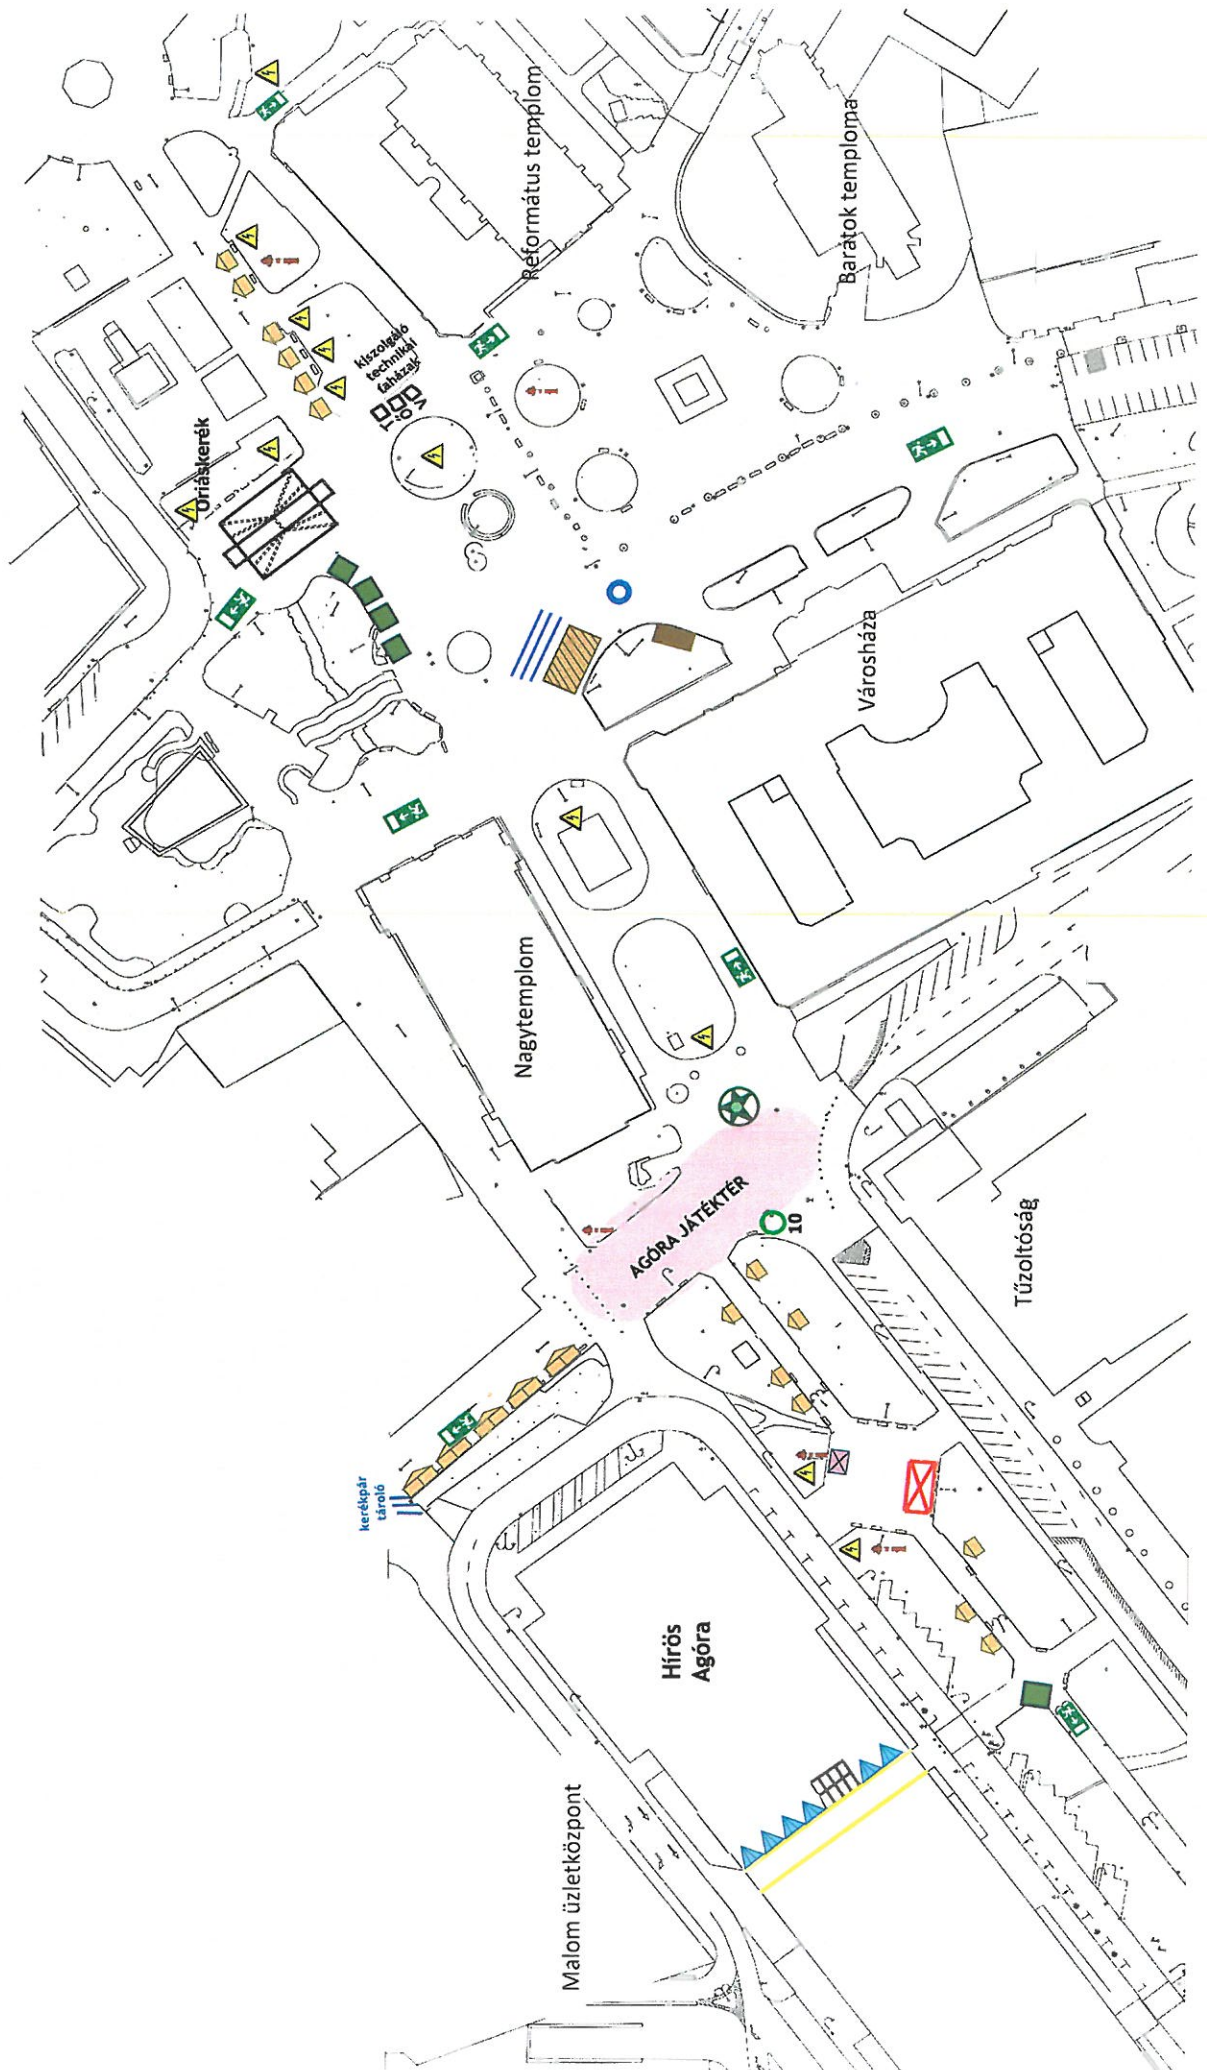 Református templom
Barátok temploma
Óriáskerék
kiszolgáló
technikai
faházak
T
Ö
V
Városháza
Nagytemplom
AGÓRA JÁTÉKTÉR
10
Tűzoltóság
kerékpár
tároló
Hírös
Agóra
Malom üzletközpont